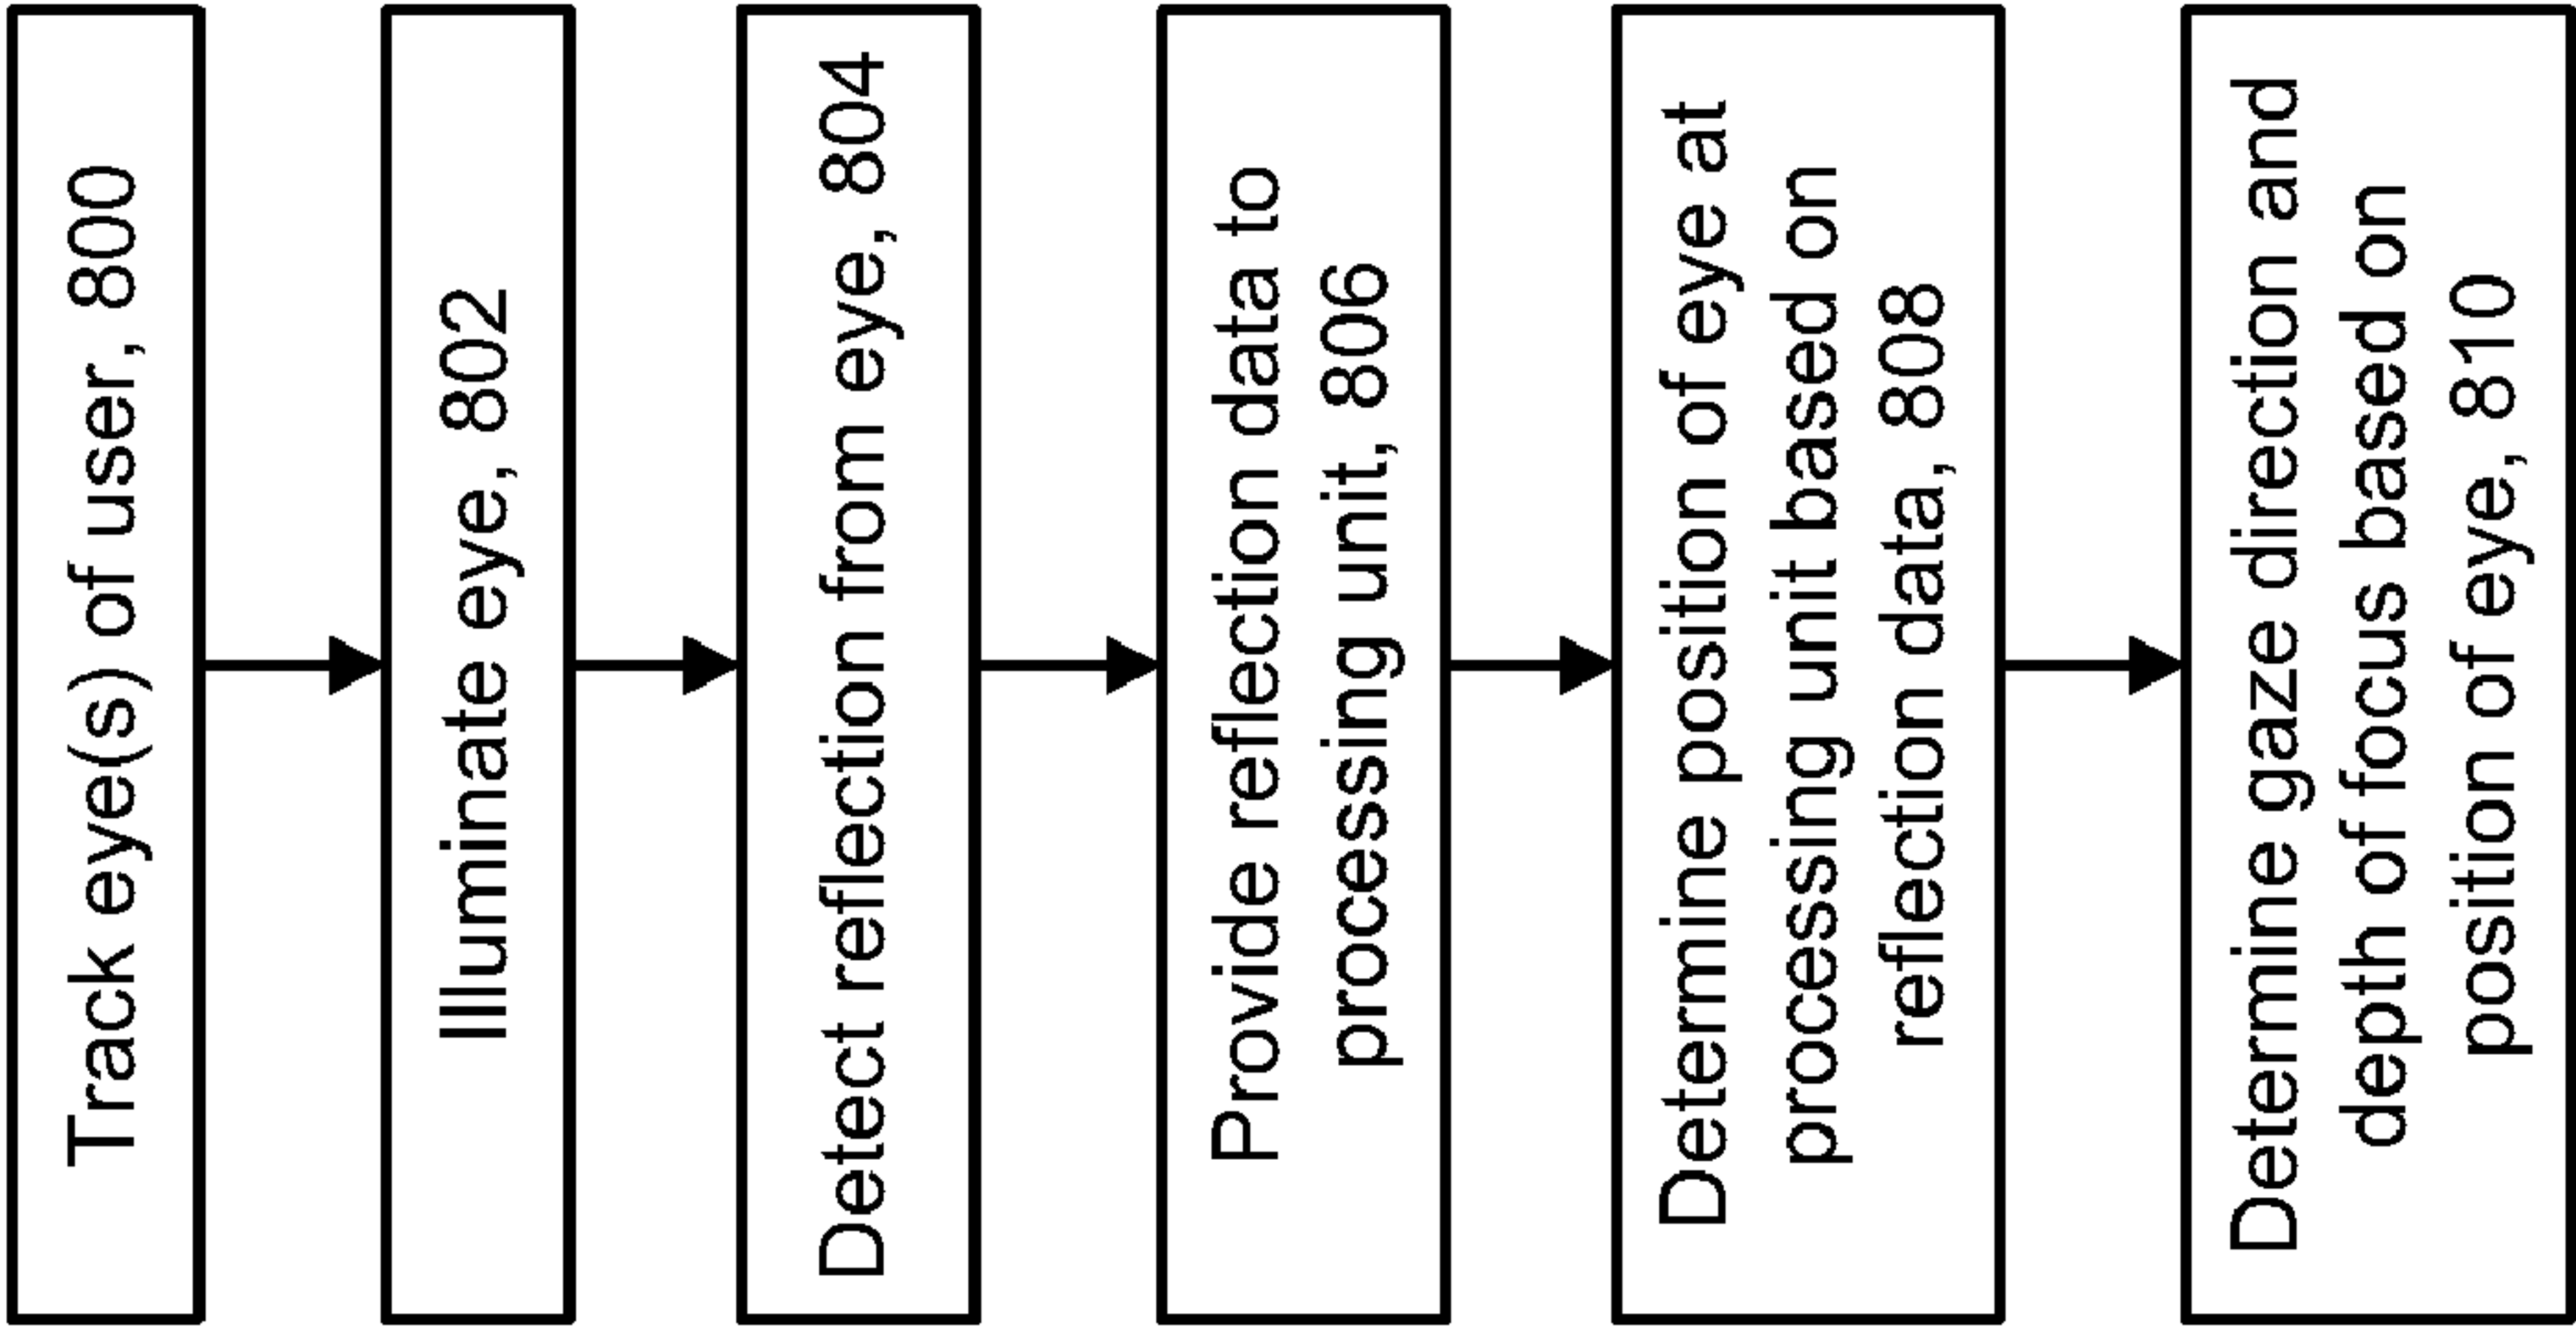 Track eye(s) of user, 800
Illuminate eye, 802
Detect reflection from eye, 804
Provide reflection data to
processing unit, 806
Determine position of eye at
processing unit based on
reflection data, 808
Determine gaze direction and
depth of focus based on
position of eye, 810